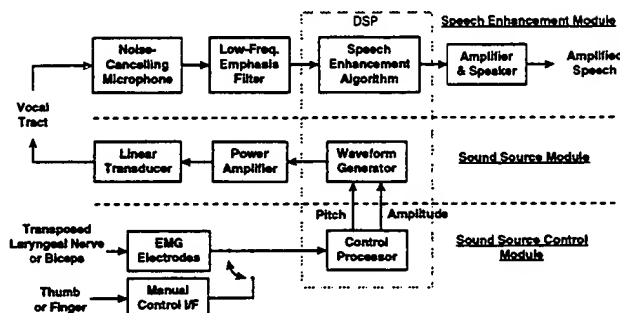 DSP
Speech Enhancement Module
Noise-
Cancelling
Microphone
Low-Freq.
Emphasis
Filter
Speech
Enhancement
Algorithm
Amplifier
& Speaker
Amplified
Speech
Vocal
Tract
Linear
Transducer
Power
Amplifier
Waveform
Generator
Sound Source Module
Pitch
Amplitude
Transposed
Laryngeal Nerve
or Biceps
EMG
Electrodes
Control
Processor
Sound Source Control
Module
Thumb
or Finger
Manual
Control I/F